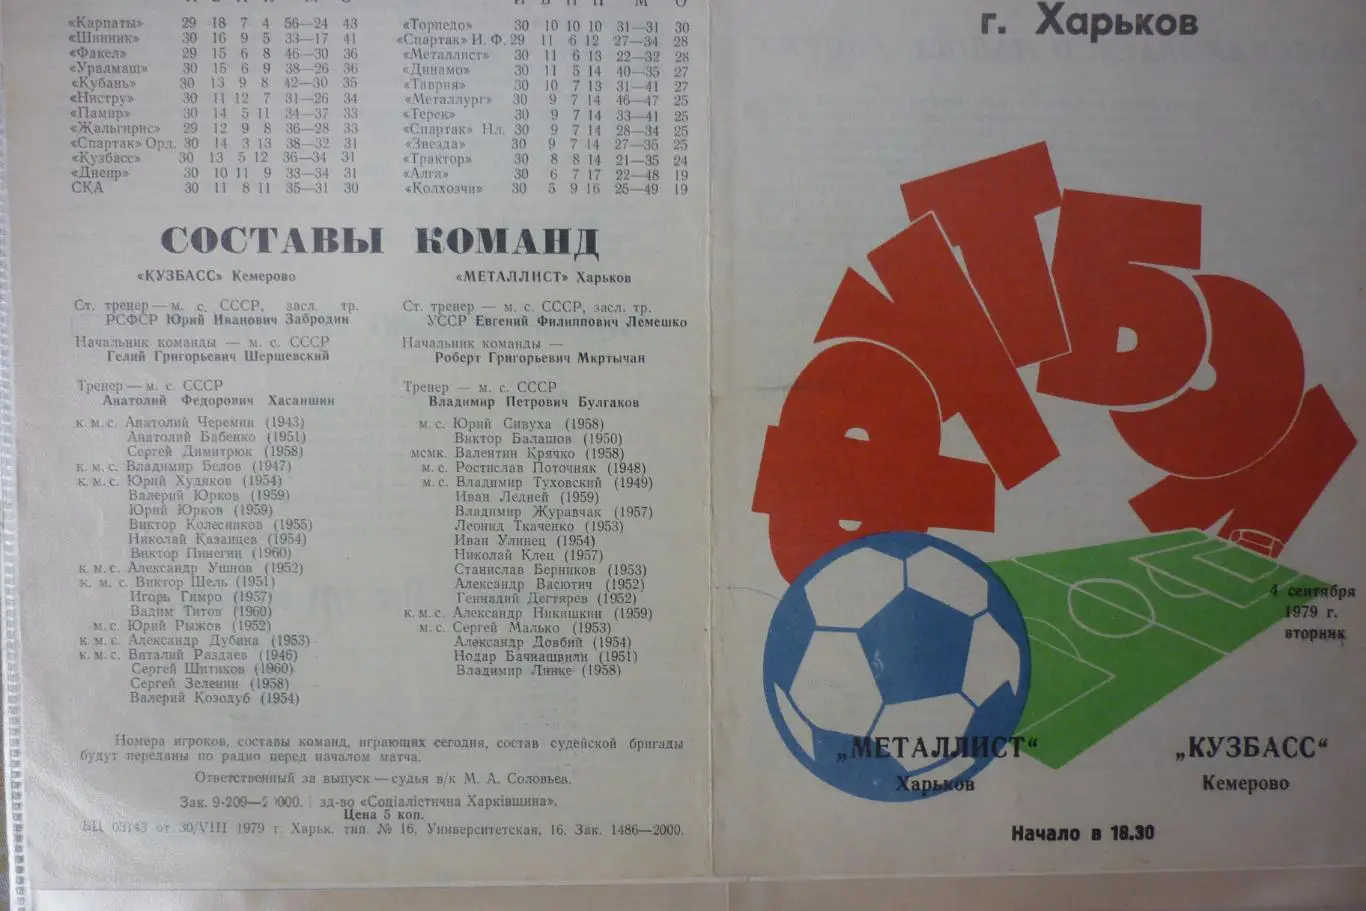 «Карпаты» 29 18 7 4 56—24 43
«Шинник» 30 16 9 5 33—17 41
«Факел» 29 15 6 8 46—30 36
«Уралмаш» 30 15 6 9 38—26 36
«Кубань» 30 13 9 8 42—30 35
«Нистру» 30 11 12 7 31—26 34
«Памир» 30 14 5 11 34—37 33
«Жальгирис» 29 12 9 8 36—28 33
«Спартак» Орд. 30 14 3 13 38—32 31
«Кузбасс» 30 13 5 12 36—34 31
«Днепр» 30 10 11 9 33—34 31
СКА 30 11 8 11 35—31 30
«Торпедо» 30 10 10 10 31—31 30
«Спартак» И. Ф. 29 11 6 12 27—34 28
«Металлист» 30 11 6 13 22—32 28
«Динамо» 30 11 5 14 40—35 27
«Таврия» 30 10 7 13 31—41 27
«Металлург» 30 9 7 14 46—47 25
«Терек» 30 9 7 14 33—41 25
«Спартак» Нл. 30 9 7 14 28—34 25
«Звезда» 30 9 7 14 27—35 25
«Трактор» 30 8 8 14 21—35 24
«Алга» 30 6 7 17 22—48 19
«Колхозчи» 30 5 9 16 25—49 19
СОСТАВЫ КОМАНД
«КУЗБАСС» Кемерово
Ст. тренер — м. с. СССР, засл. тр.
РСФСР Юрий Иванович Забродин
Начальник команды — м. с. СССР
Гелий Григорьевич Шершевский
Тренер — м. с. СССР
Анатолий Федорович Хасаншин
к. м. с. Анатолий Черемин (1943)
Анатолий Бабенко (1951)
Сергей Димитрюк (1958)
к. м. с. Владимир Белов (1947)
к. м. с. Юрий Худяков (1954)
Валерий Юрков (1959)
Юрий Юрков (1959)
Виктор Колесников (1955)
Николай Казанцев (1954)
Виктор Пинегин (1960)
к. м. с. Александр Ушнов (1952)
к. м. с. Виктор Шель (1951)
Игорь Гимро (1957)
Вадим Титов (1960)
м. с. Юрий Рыжов (1952)
к. м. с. Александр Дубина (1953)
к. м. с. Виталий Раздаев (1946)
Сергей Шитиков (1960)
Сергей Зеленин (1958)
Валерий Козодуб (1954)
«МЕТАЛЛИСТ» Харьков
Ст. тренер — м. с. СССР, засл. тр.
УССР Евгений Филиппович Лемешко
Начальник команды —
Роберт Григорьевич Мкртычан
Тренер — м. с. СССР
Владимир Петрович Булгаков
м. с. Юрий Сивуха (1958)
Виктор Балашов (1950)
мсмк. Валентин Крячко (1958)
м. с. Ростислав Поточняк (1948)
м. с. Владимир Туховский (1949)
Иван Ледней (1959)
Владимир Журавчак (1957)
Леонид Ткаченко (1953)
Иван Улинец (1954)
Николай Клец (1957)
Станислав Берников (1953)
Александр Васютич (1952)
Геннадий Дегтярев (1952)
к. м. с. Александр Никишкин (1959)
м. с. Сергей Малько (1953)
Александр Довбий (1954)
Нодар Бачиашвили (1951)
Владимир Линке (1958)
Номера игроков, составы команд, играющих сегодня, состав судейской бригады
будут переданы по радио перед началом матча.
Ответственный за выпуск — судья в/к М. А. Соловьев.
Зак. 9-209—2000. зд-во «Соціалістична Харківщина».
Цена 5 коп.
БЦ 63143 от 30/VIII 1979 г. Харьк. тип. № 16, Университетская, 16. Зак. 1486—2000.
г. Харьков
ФУТБОЛ
4 сентября
1979 г.
вторник
„МЕТАЛЛИСТ“
Харьков
„КУЗБАСС“
Кемерово
Начало в 18.30